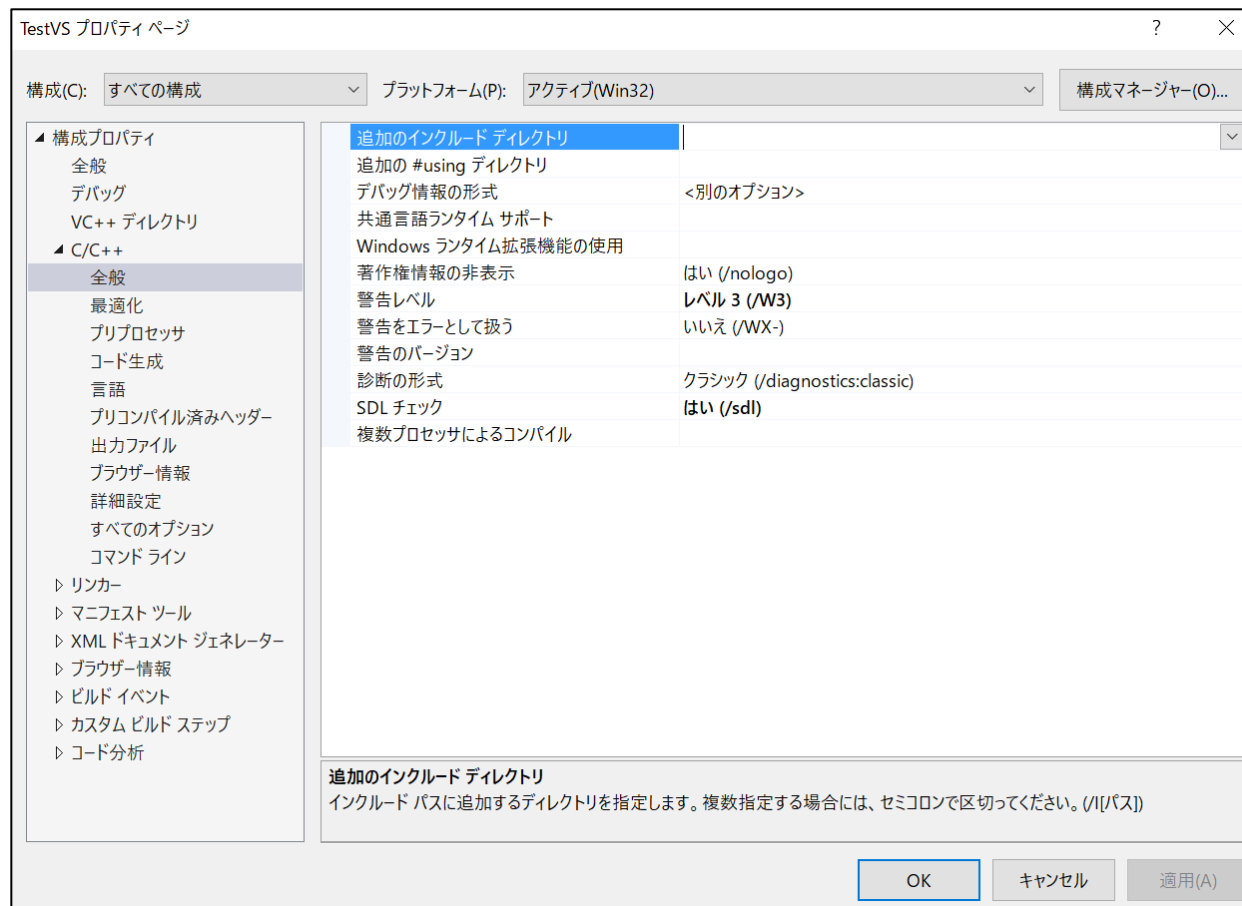 TestVS プロパティ ページ
?
構成(C): すべての構成 プラットフォーム(P): アクティブ(Win32) 構成マネージャー(O)...
構成プロパティ
全般
デバッグ
VC++ ディレクトリ
C/C++
全般
最適化
プリプロセッサ
コード生成
言語
プリコンパイル済みヘッダー
出力ファイル
ブラウザー情報
詳細設定
すべてのオプション
コマンド ライン
リンカー
マニフェスト ツール
XML ドキュメント ジェネレーター
ブラウザー情報
ビルド イベント
カスタム ビルド ステップ
コード分析
追加のインクルード ディレクトリ
追加の #using ディレクトリ
デバッグ情報の形式 <別のオプション>
共通言語ランタイム サポート
Windows ランタイム拡張機能の使用
著作権情報の非表示 はい (/nologo)
警告レベル レベル 3 (/W3)
警告をエラーとして扱う いいえ (/WX-)
警告のバージョン
診断の形式 クラシック (/diagnostics:classic)
SDL チェック はい (/sdl)
複数プロセッサによるコンパイル
追加のインクルード ディレクトリ
インクルード パスに追加するディレクトリを指定します。複数指定する場合には、セミコロンで区切ってください。(/I[パス])
OK キャンセル 適用(A)